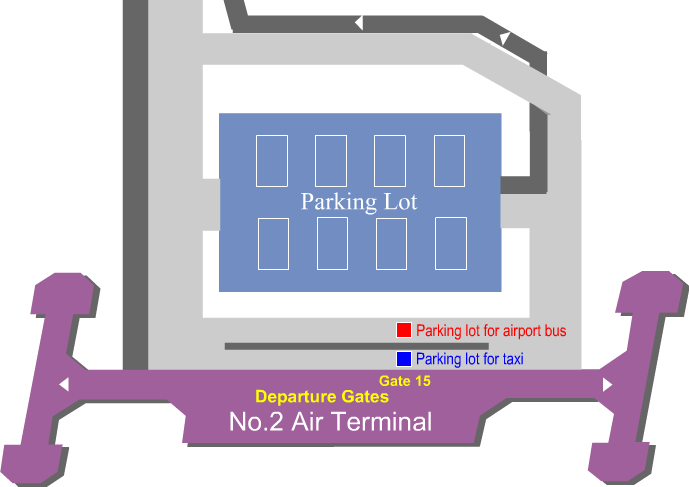 Parking Lot
Parking lot for airport bus
Parking lot for taxi
Gate 15
Departure Gates
No.2 Air Terminal